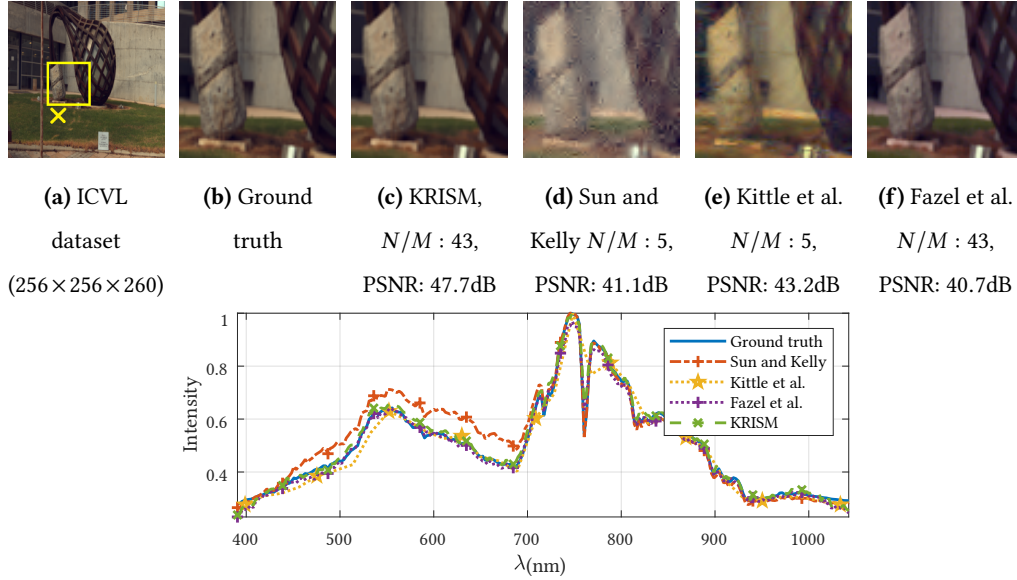 (a) ICVL
dataset
(256×256×260)
(b) Ground
truth
(c) KRISM,
N/M : 43,
PSNR: 47.7dB
(d) Sun and
Kelly N/M : 5,
PSNR: 41.1dB
(e) Kittle et al.
N/M : 5,
PSNR: 43.2dB
(f) Fazel et al.
N/M : 43,
PSNR: 40.7dB
1
0.8
0.6
0.4
Intensity
Ground truth
Sun and Kelly
Kittle et al.
Fazel et al.
KRISM
400 500 600 700 800 900 1000
λ(nm)